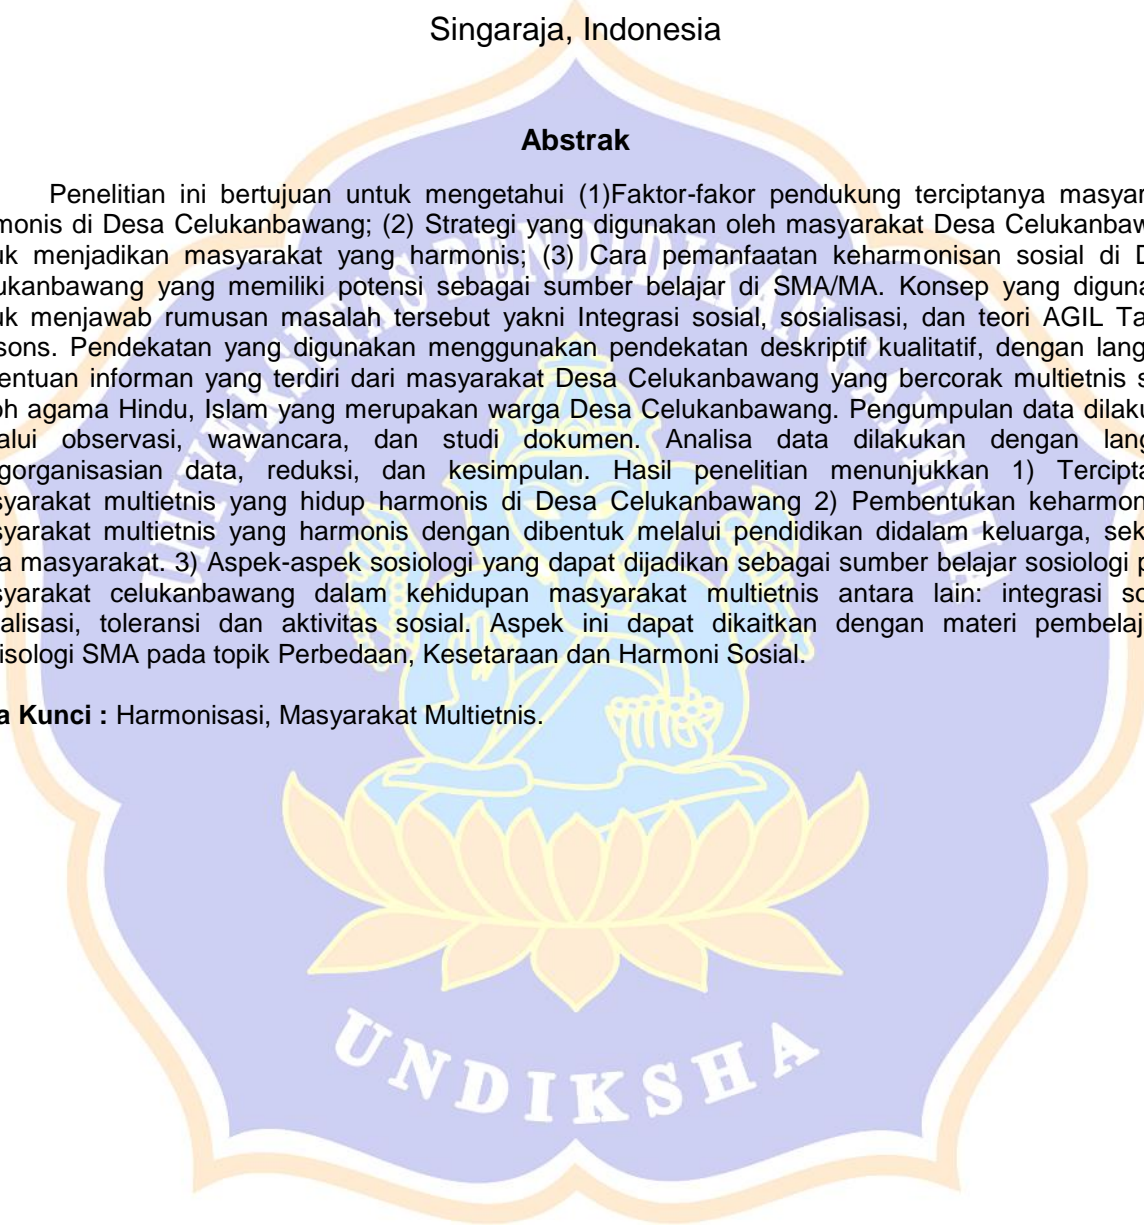 Singaraja, Indonesia
Abstrak
Penelitian ini bertujuan untuk mengetahui (1)Faktor-fakor pendukung terciptanya masyar
monis di Desa Celukanbawang; (2) Strategi yang digunakan oleh masyarakat Desa Celukanbaw
uk menjadikan masyarakat yang harmonis; (3) Cara pemanfaatan keharmonisan sosial di D
ukanbawang yang memiliki potensi sebagai sumber belajar di SMA/MA. Konsep yang diguna
uk menjawab rumusan masalah tersebut yakni Integrasi sosial, sosialisasi, dan teori AGIL Ta
sons. Pendekatan yang digunakan menggunakan pendekatan deskriptif kualitatif, dengan lang
entuan informan yang terdiri dari masyarakat Desa Celukanbawang yang bercorak multietnis s
oh agama Hindu, Islam yang merupakan warga Desa Celukanbawang. Pengumpulan data dilaku
alui observasi, wawancara, dan studi dokumen. Analisa data dilakukan dengan lang
gorganisasian data, reduksi, dan kesimpulan. Hasil penelitian menunjukkan 1) Tercipta
syarakat multietnis yang hidup harmonis di Desa Celukanbawang 2) Pembentukan keharmon
syarakat multietnis yang harmonis dengan dibentuk melalui pendidikan didalam keluarga, sek
a masyarakat. 3) Aspek-aspek sosiologi yang dapat dijadikan sebagai sumber belajar sosiologi p
syarakat celukanbawang dalam kehidupan masyarakat multietnis antara lain: integrasi so
ialisasi, toleransi dan aktivitas sosial. Aspek ini dapat dikaitkan dengan materi pembelaj
isologi SMA pada topik Perbedaan, Kesetaraan dan Harmoni Sosial.
a Kunci : Harmonisasi, Masyarakat Multietnis.
UNIVERSITAS PENDIDIKAN GANESHA
UNDIKSHA